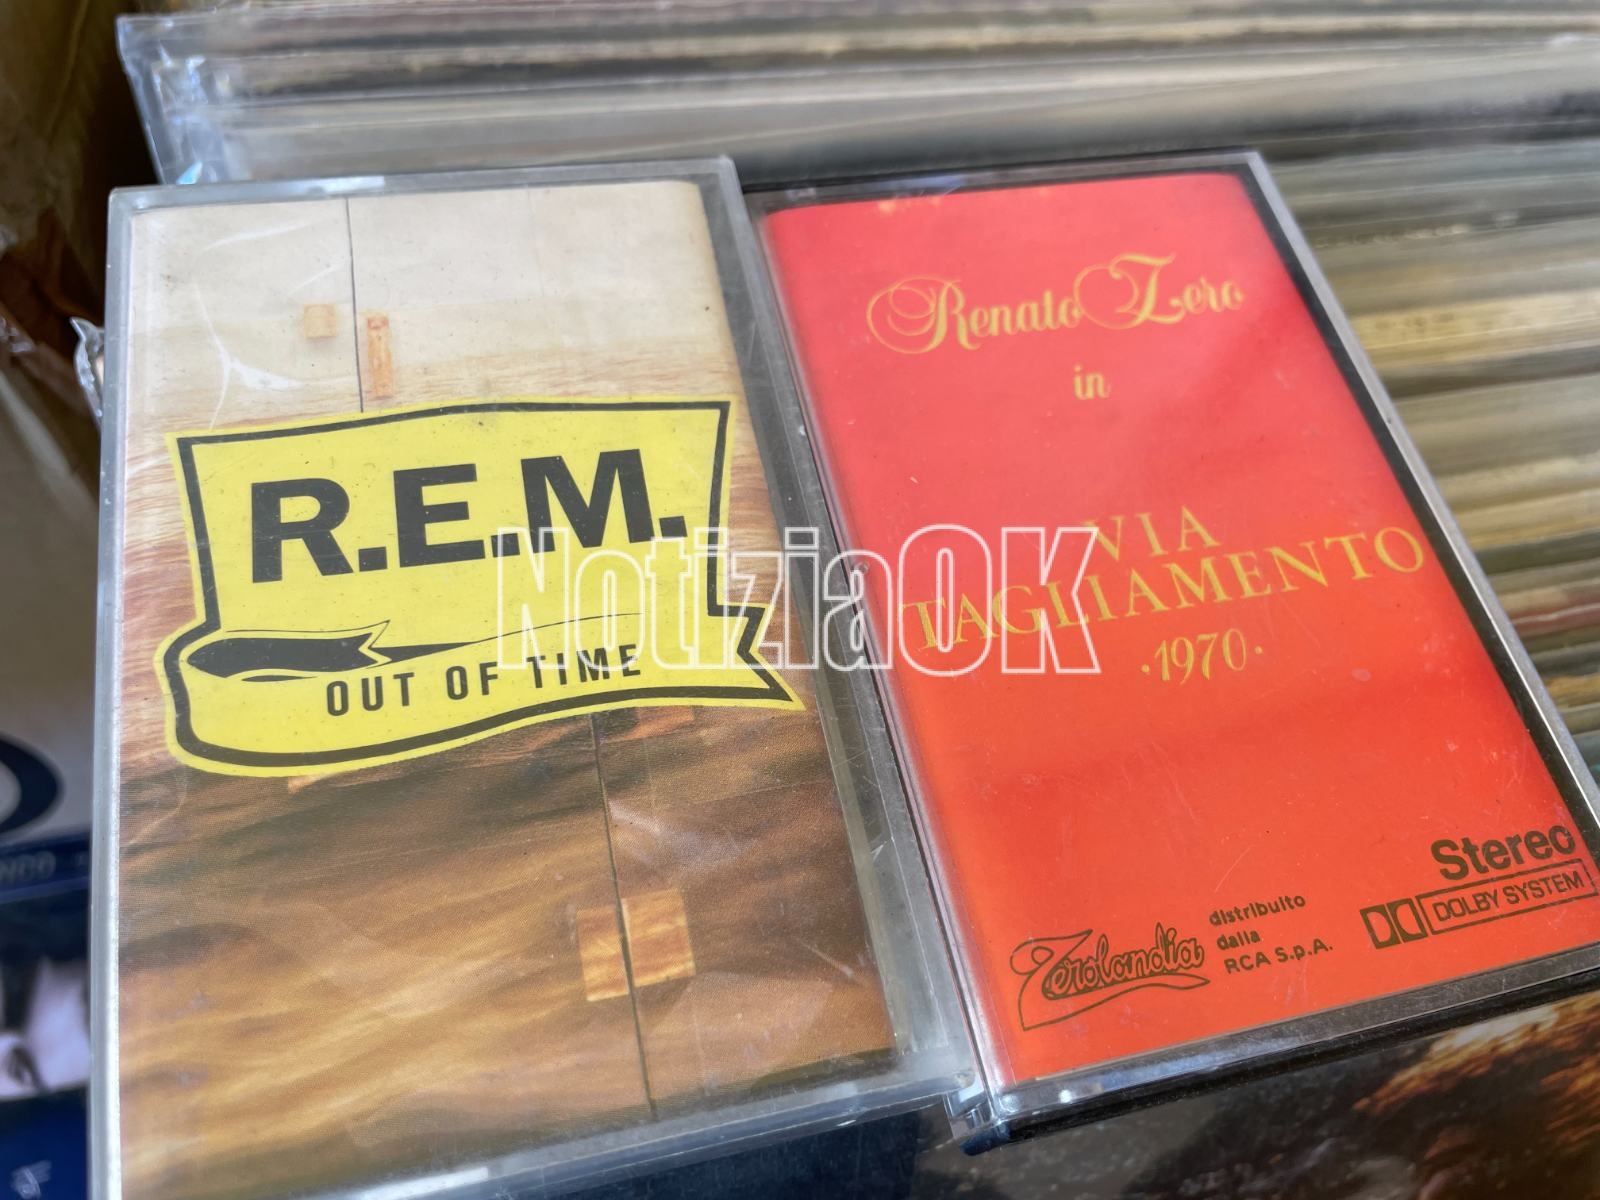 R.E.M.
OUT OF TIME
Renato Zero
in
VIA
TAGLIAMENTO
·1970·
Stereo
DOLBY SYSTEM
Zerolandia
distribuito
dalla
RCA S.p.A.
NotiziaOK